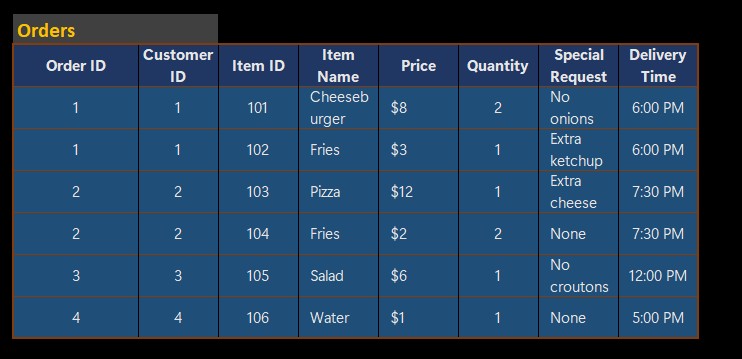 Orders
Order ID Customer ID Item ID Item Name Price Quantity Special Request Delivery Time
1 1 101 Cheeseburger $8 2 No onions 6:00 PM
1 1 102 Fries $3 1 Extra ketchup 6:00 PM
2 2 103 Pizza $12 1 Extra cheese 7:30 PM
2 2 104 Fries $2 2 None 7:30 PM
3 3 105 Salad $6 1 No croutons 12:00 PM
4 4 106 Water $1 1 None 5:00 PM